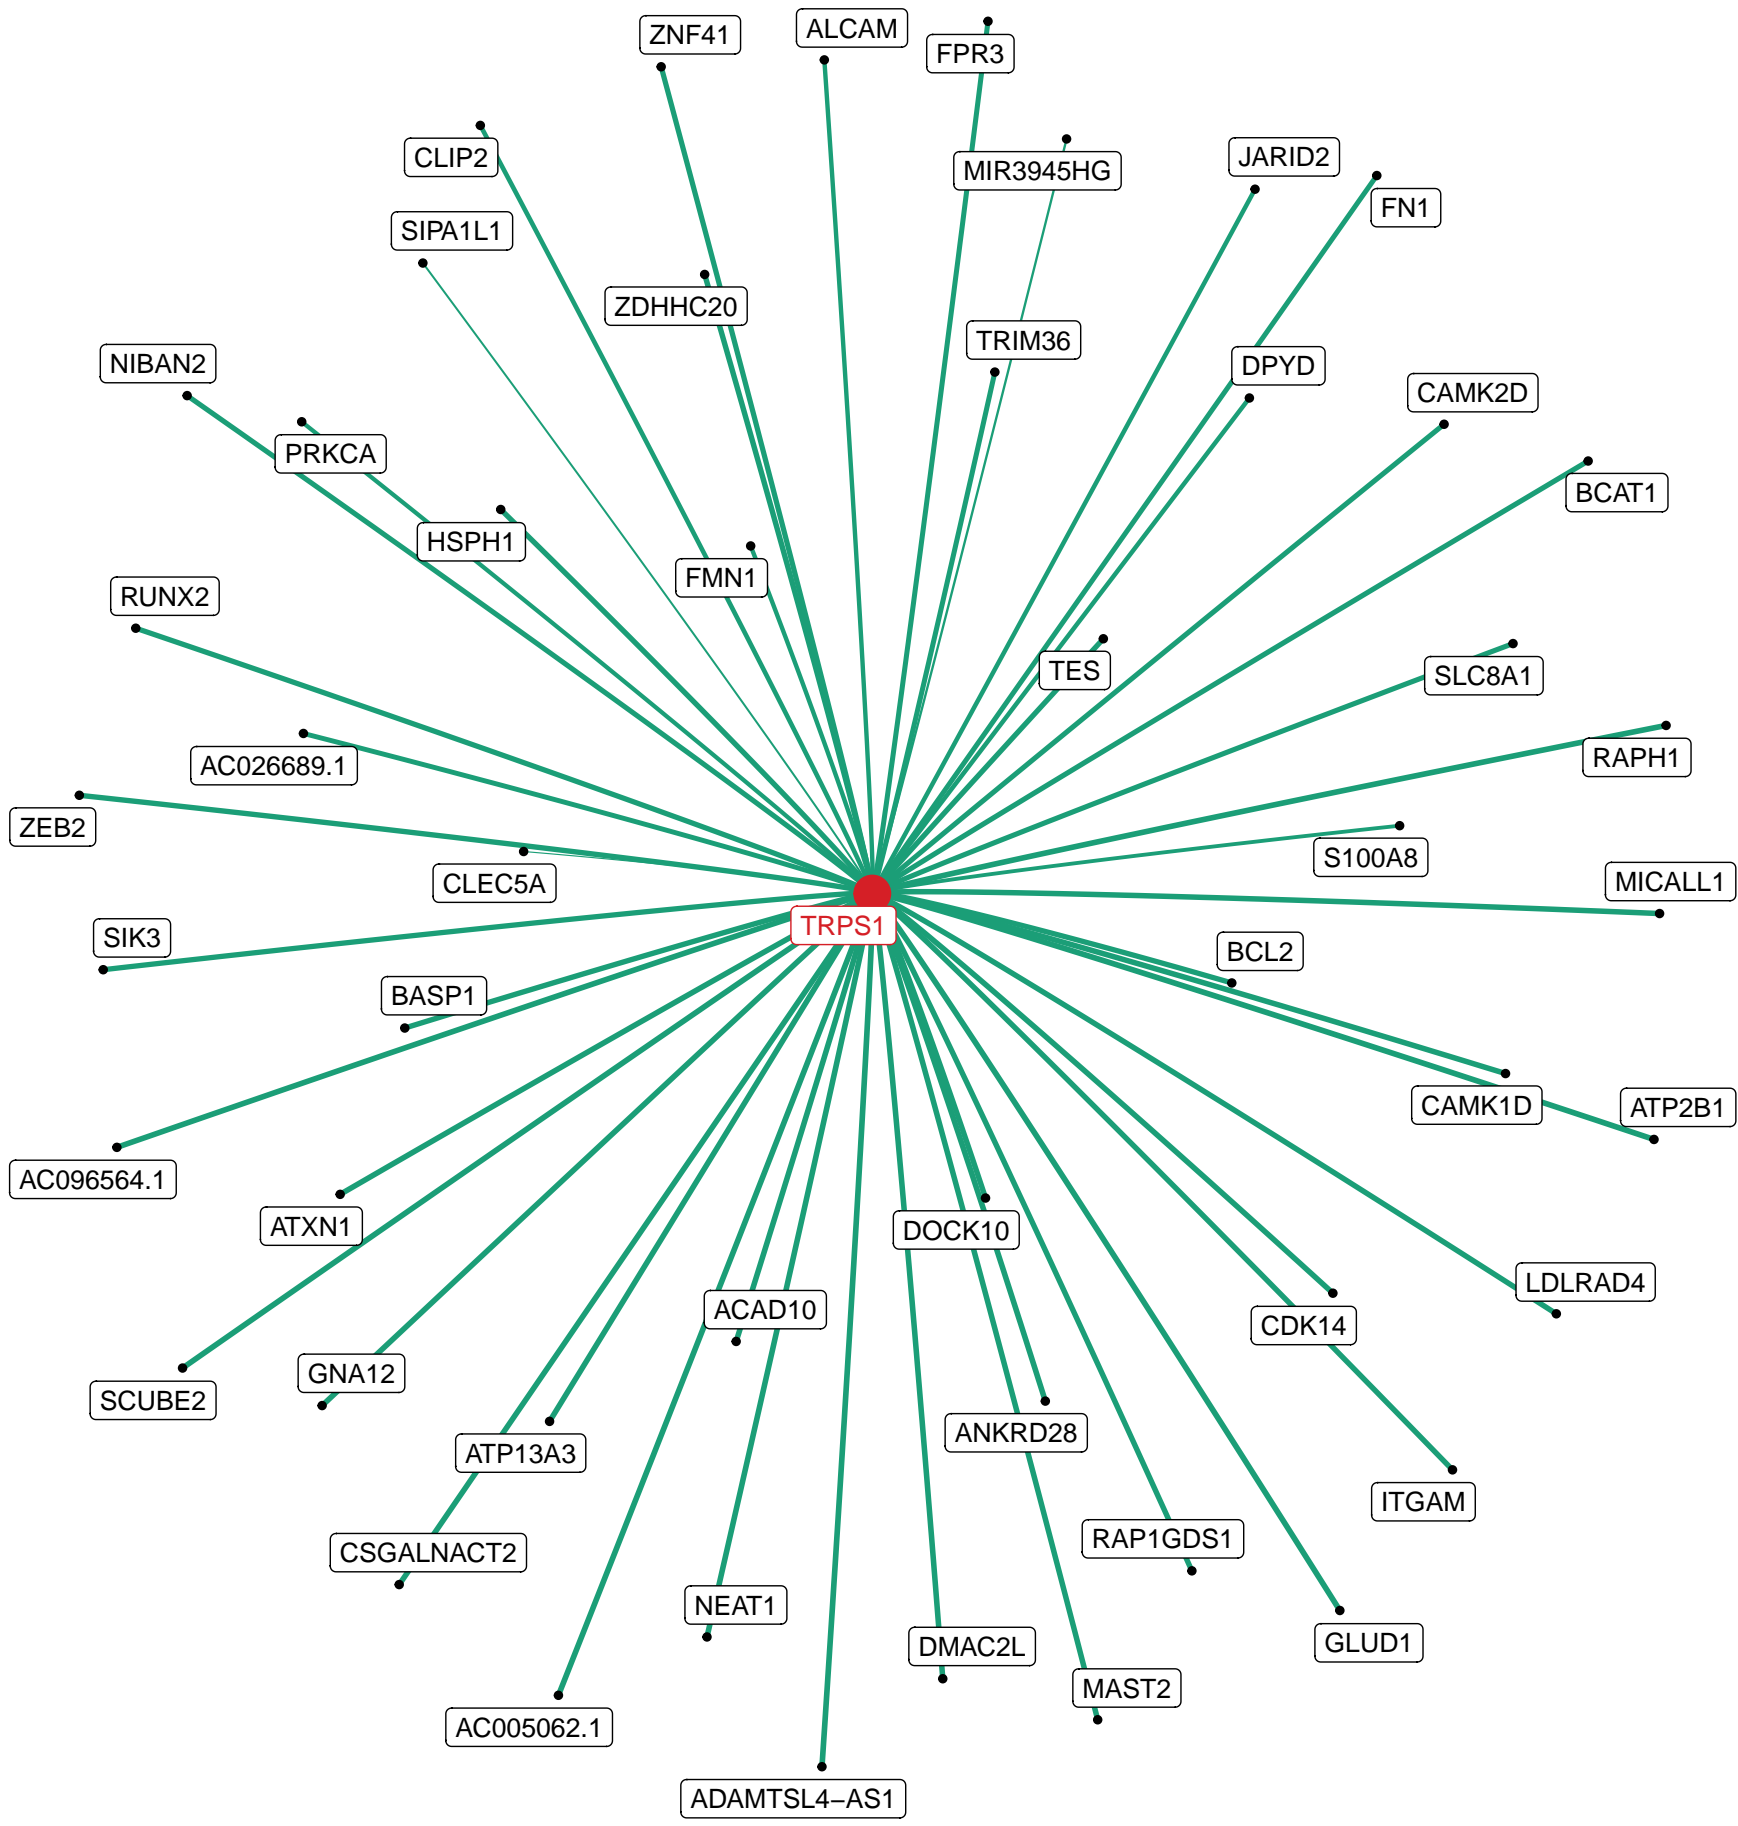 ALCAM
ZNF41
FPR3
CLIP2
JARID2
MIR3945HG
FN1
SIPA1L1
ZDHHC20
TRIM36
NIBAN2
DPYD
CAMK2D
PRKCA
BCAT1
HSPH1
FMN1
RUNX2
TES
SLC8A1
RAPH1
AC026689.1
ZEB2
S100A8
CLEC5A
MICALL1
TRPS1
SIK3
BCL2
BASP1
CAMK1D
ATP2B1
AC096564.1
ATXN1
DOCK10
LDLRAD4
ACAD10
CDK14
GNA12
SCUBE2
ANKRD28
ATP13A3
ITGAM
RAP1GDS1
CSGALNACT2
NEAT1
GLUD1
DMAC2L
MAST2
AC005062.1
ADAMTSL4−AS1